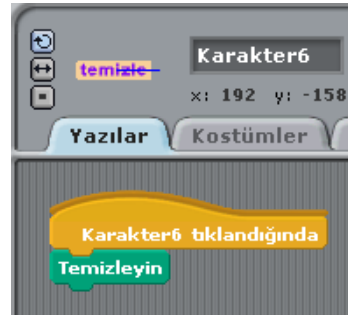 temizle
Karakter6
x: 192 y: -158
Yazılar
Kostümler
Karakter6 tıklandığında
Temizleyin